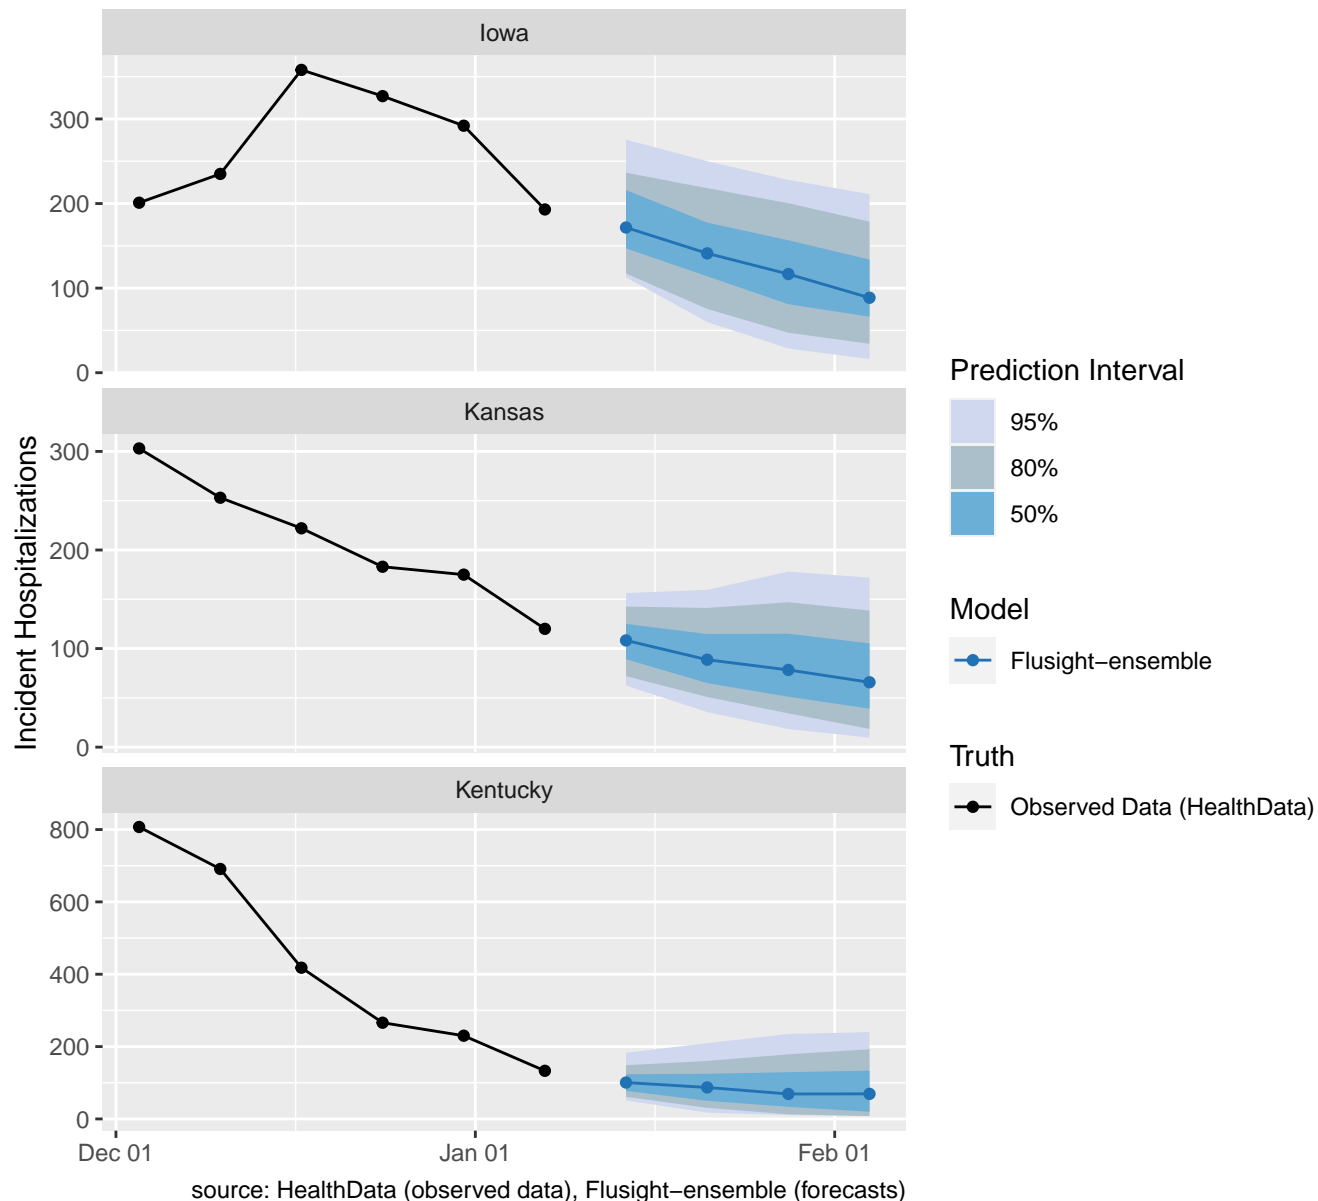 Iowa
300
200
100
0
Kansas
300
200
100
0
Kentucky
800
600
400
200
0
Dec 01
Jan 01
Feb 01
Incident Hospitalizations
source: HealthData (observed data), Flusight−ensemble (forecasts)
Prediction Interval
95%
80%
50%
Model
Flusight−ensemble
Truth
Observed Data (HealthData)